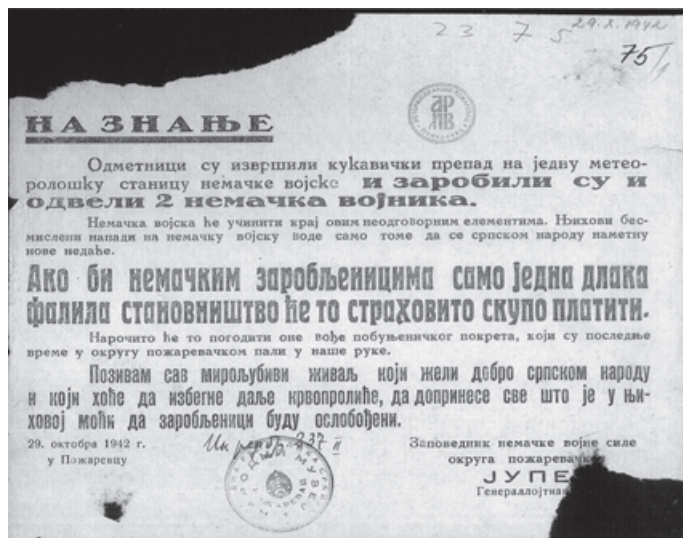 23 7 5 29.X.1942
75/1
НА ЗНАЊЕ
Одметници су извршили кукавички препад на једну метео-
ролошку станицу немачке војске и заробили су и
одвели 2 немачка војника.
Немачка војска ће учинити крај овим неодговорним елементима. Њихови бес-
мислени напади на немачку војску воде само томе да се српском народу наметну
нове недаће.
Ако би немачким заробљеницима само једна длака
фалила становништво ће то страховито скупо платити.
Нарочито ће то погодити оне вође побуњеничког покрета, који су последње
време у округу пожаревачком пали у наше руке.
Позивам сав мирољубиви живаљ који жели добро српском народу
и који хоће да избегне даље крвопролиће, да допринесе све што је у њи-
ховој моћи да заробљеници буду ослобођени.
29. октобра 1942 г.
у Пожаревцу
237
Заповедник немачке војне силе
округа пожаревачког
ЈУПЕ
Генераллојтна